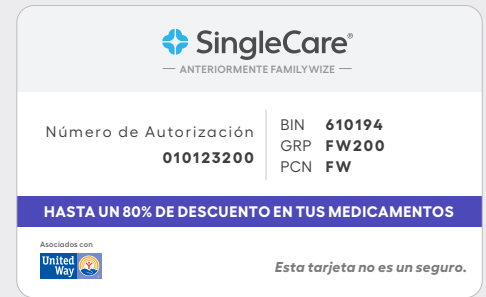 SingleCare®
ANTERIORMENTE FAMILYWIZE
Número de Autorización
010123200
BIN 610194
GRP FW200
PCN FW
HASTA UN 80% DE DESCUENTO EN TUS MEDICAMENTOS
Asociados con
United
Way
Esta tarjeta no es un seguro.